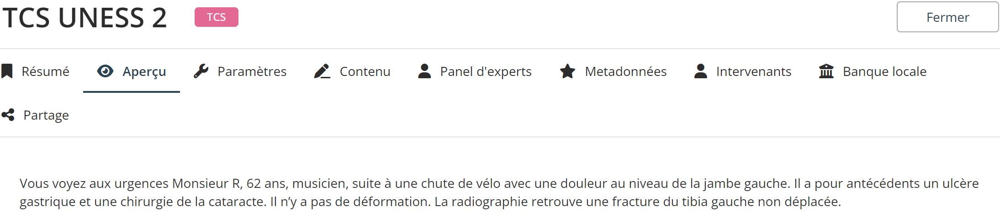 TCS UNESS 2 TCS Fermer
Résumé Aperçu Paramètres Contenu Panel d'experts Metadonnées Intervenants Banque locale
Partage
Vous voyez aux urgences Monsieur R, 62 ans, musicien, suite à une chute de vélo avec une douleur au niveau de la jambe gauche. Il a pour antécédents un ulcère
gastrique et une chirurgie de la cataracte. Il n’y a pas de déformation. La radiographie retrouve une fracture du tibia gauche non déplacée.